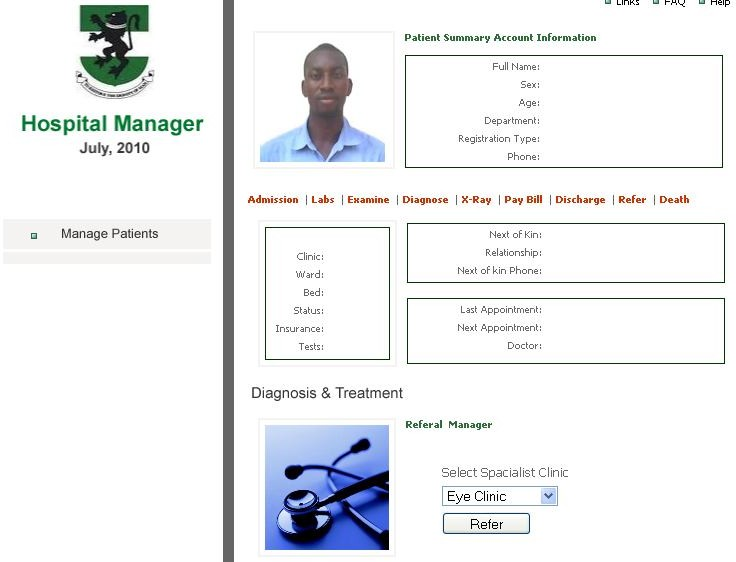 Links FAQ Help
Hospital Manager
July, 2010
Manage Patients
Patient Summary Account Information
Full Name:
Sex:
Age:
Department:
Registration Type:
Phone:
Admission | Labs | Examine | Diagnose | X-Ray | Pay Bill | Discharge | Refer | Death
Clinic:
Ward:
Bed:
Status:
Insurance:
Tests:
Next of Kin:
Relationship:
Next of kin Phone:
Last Appointment:
Next Appointment:
Doctor:
Diagnosis & Treatment
Referal Manager
Select Spacialist Clinic
Eye Clinic
Refer